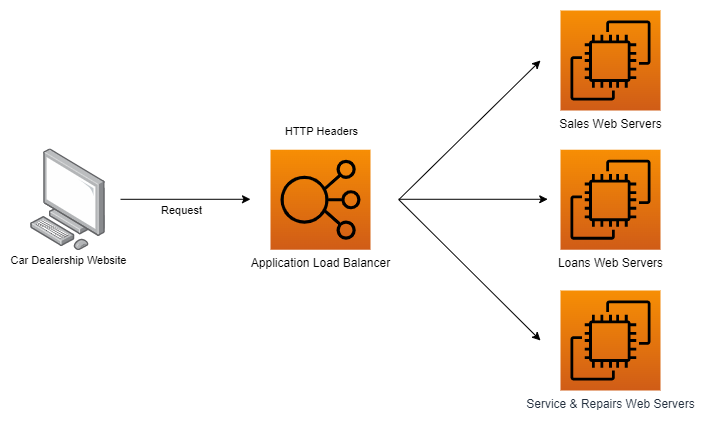 Sales Web Servers
HTTP Headers
Request
Car Dealership Website
Application Load Balancer
Loans Web Servers
Service & Repairs Web Servers